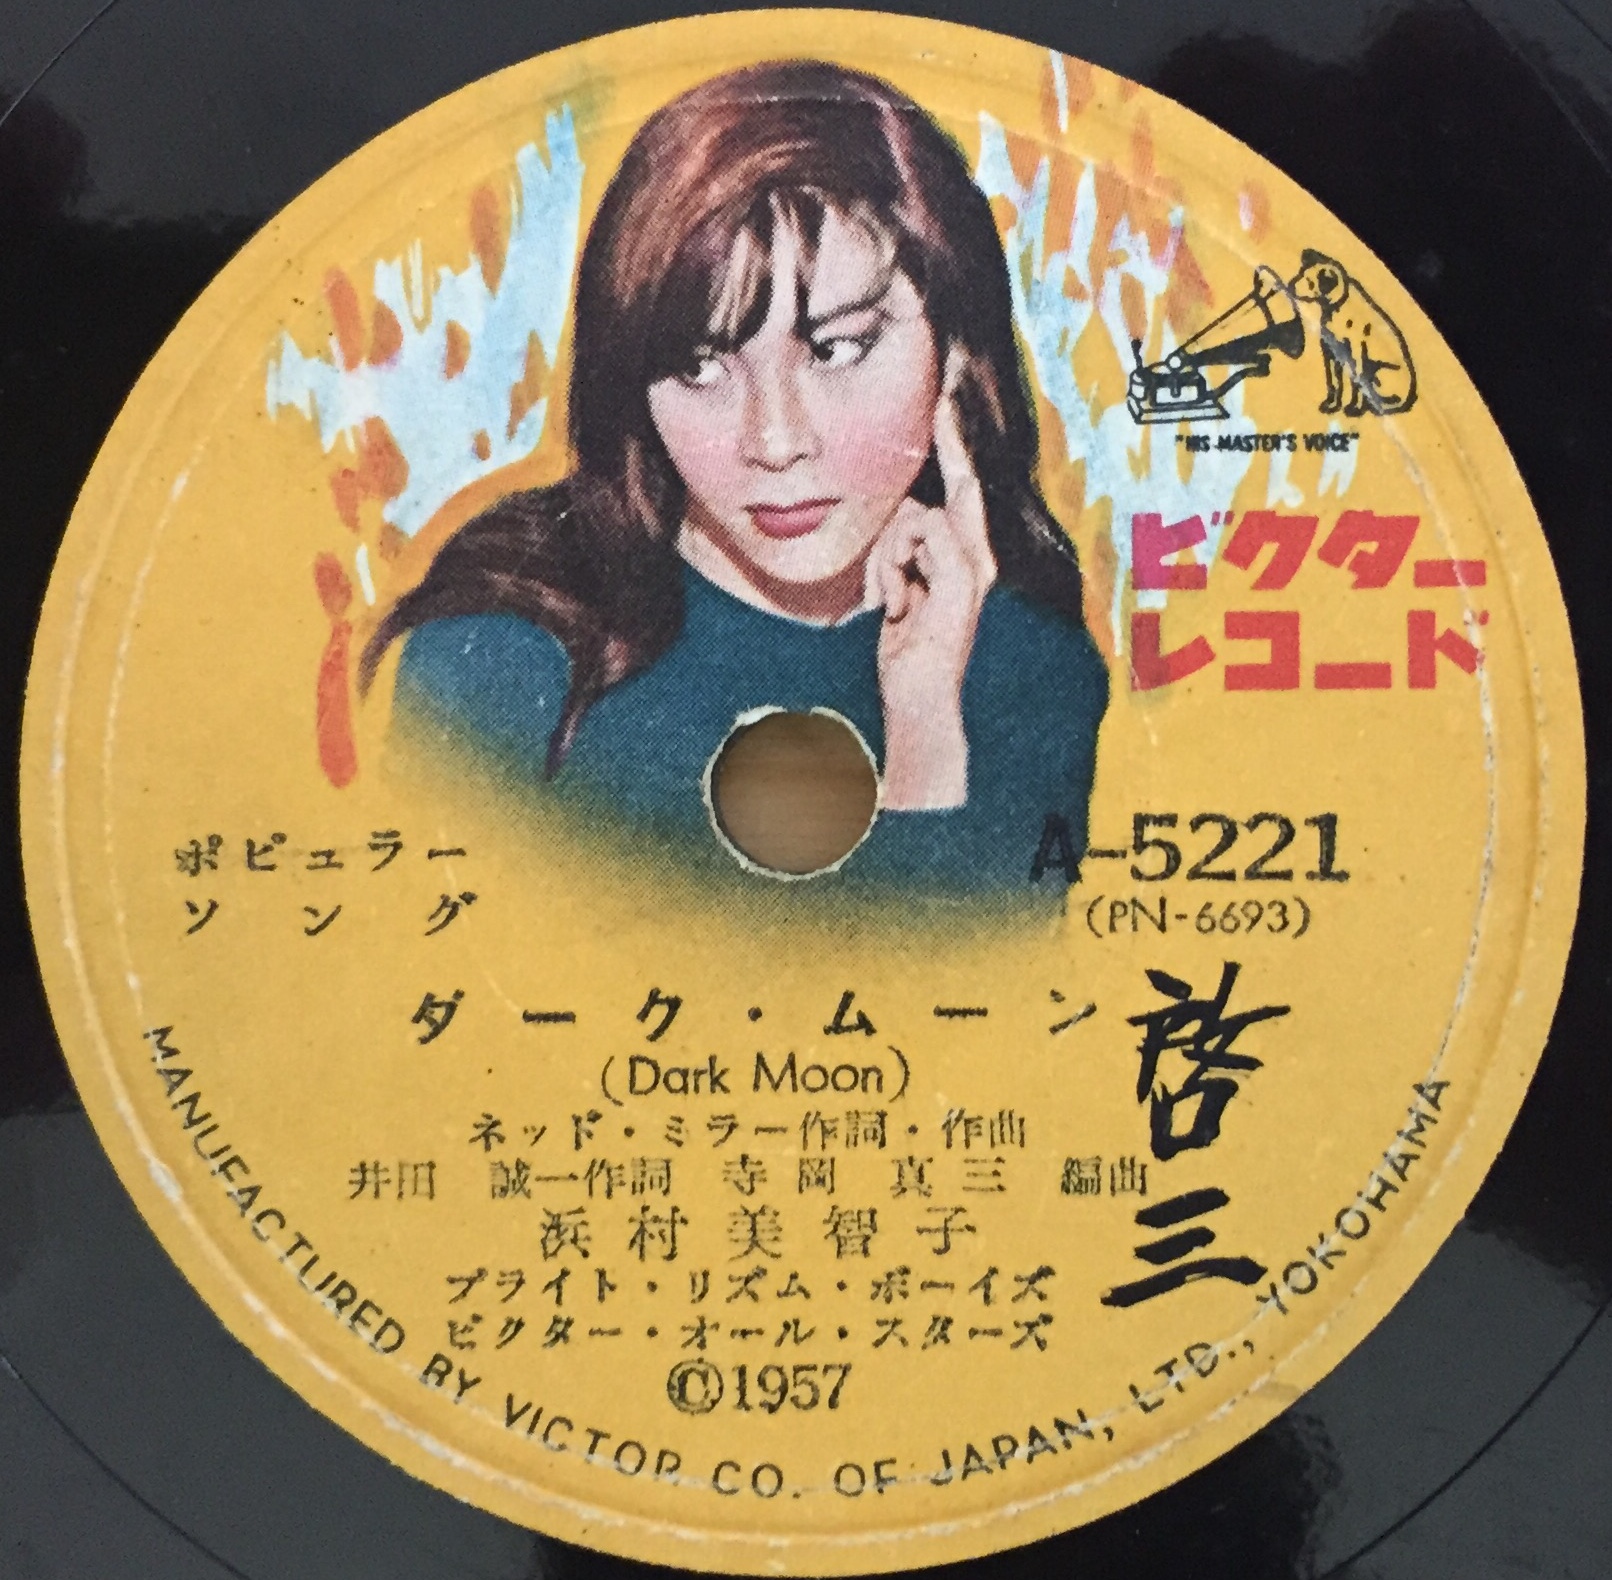 "HIS MASTER'S VOICE"
ビクター
レコード
ポピュラー
ソング
A-5221
(PN-6693)
ダーク・ムーン
(Dark Moon)
ネッド・ミラー作詞・作曲
井田 誠一作詞 寺岡 真三 編曲
浜村美智子
ブライト・リズム・ボーイズ
ビクター・オール・スターズ
©1957
啓三
MANUFACTURED BY VICTOR CO. OF JAPAN, LTD., YOKOHAMA